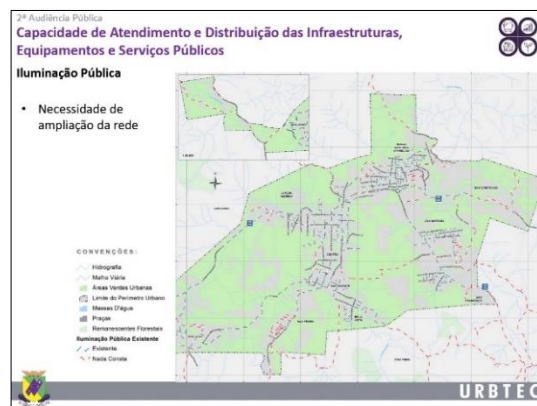 2ª Audiência Pública
Capacidade de Atendimento e Distribuição das Infraestruturas,
Equipamentos e Serviços Públicos
Iluminação Pública
• Necessidade de
ampliação da rede
CONVENÇÕES:
Hidrografia
Malha Viária
Áreas Verdes Urbanas
Limite do Perímetro Urbano
Massas D'água
Praças
Remanescentes Florestais
Iluminação Pública Existente
Existente
Nada Consta
URBTEC